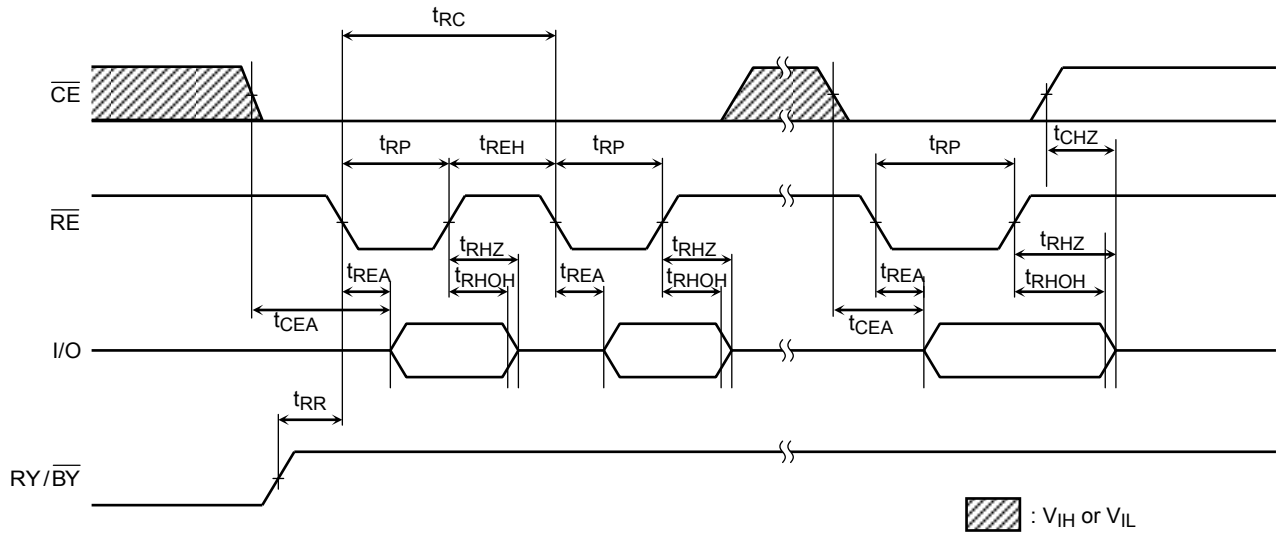 tRC
CE
tCHZ
tRP tREH tRP tRP
RE
tRHZ tRHZ tRHZ
tREA tRHOH tREA tRHOH tREA tRHOH
tCEA tCEA
I/O
tRR
RY/BY
: VIH or VIL